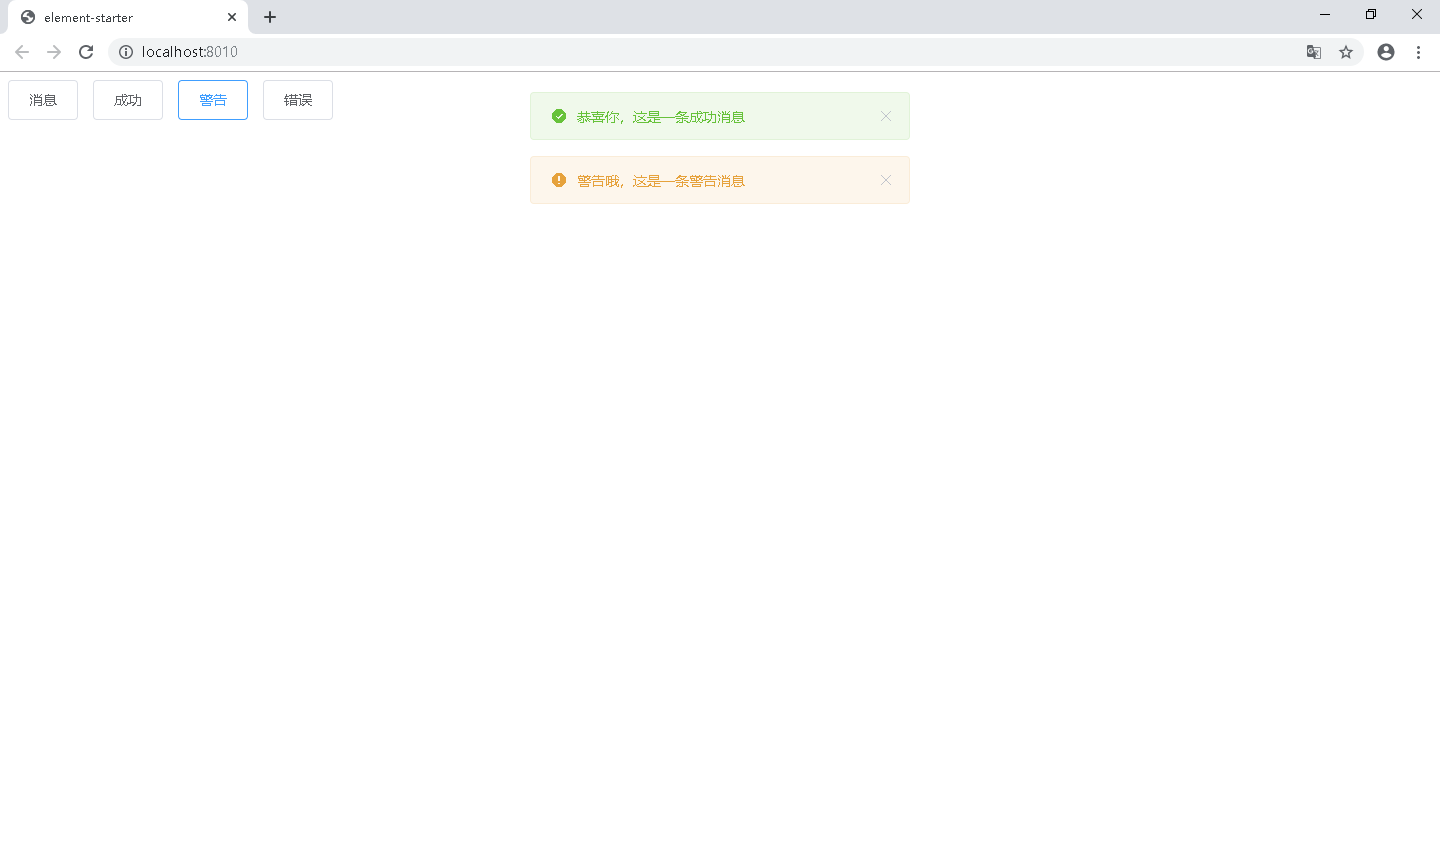 element-starter
localhost:8010
消息 成功 警告 错误
恭喜你，这是一条成功消息
警告哦，这是一条警告消息